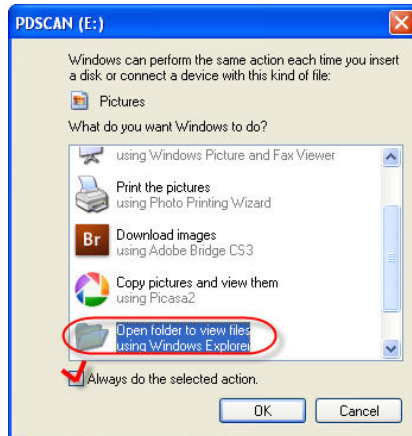 PDSCAN (E:)
Windows can perform the same action each time you insert
a disk or connect a device with this kind of file:
Pictures
What do you want Windows to do?
using Windows Picture and Fax Viewer
Print the pictures
using Photo Printing Wizard
Br
Download images
using Adobe Bridge CS3
Copy pictures and view them
using Picasa2
Open folder to view files
using Windows Explorer
Always do the selected action.
OK
Cancel